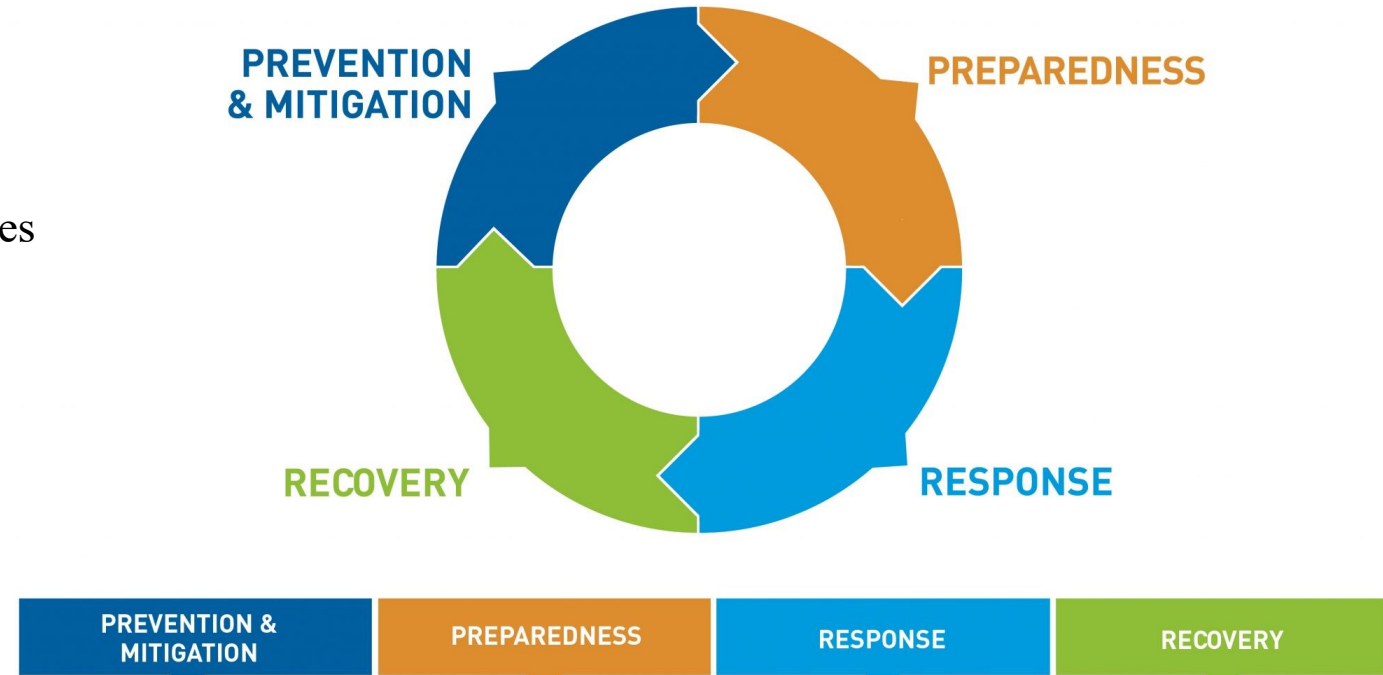 PREVENTION
& MITIGATION
PREPAREDNESS
es
RECOVERY
RESPONSE
PREVENTION &
MITIGATION
PREPAREDNESS
RESPONSE
RECOVERY